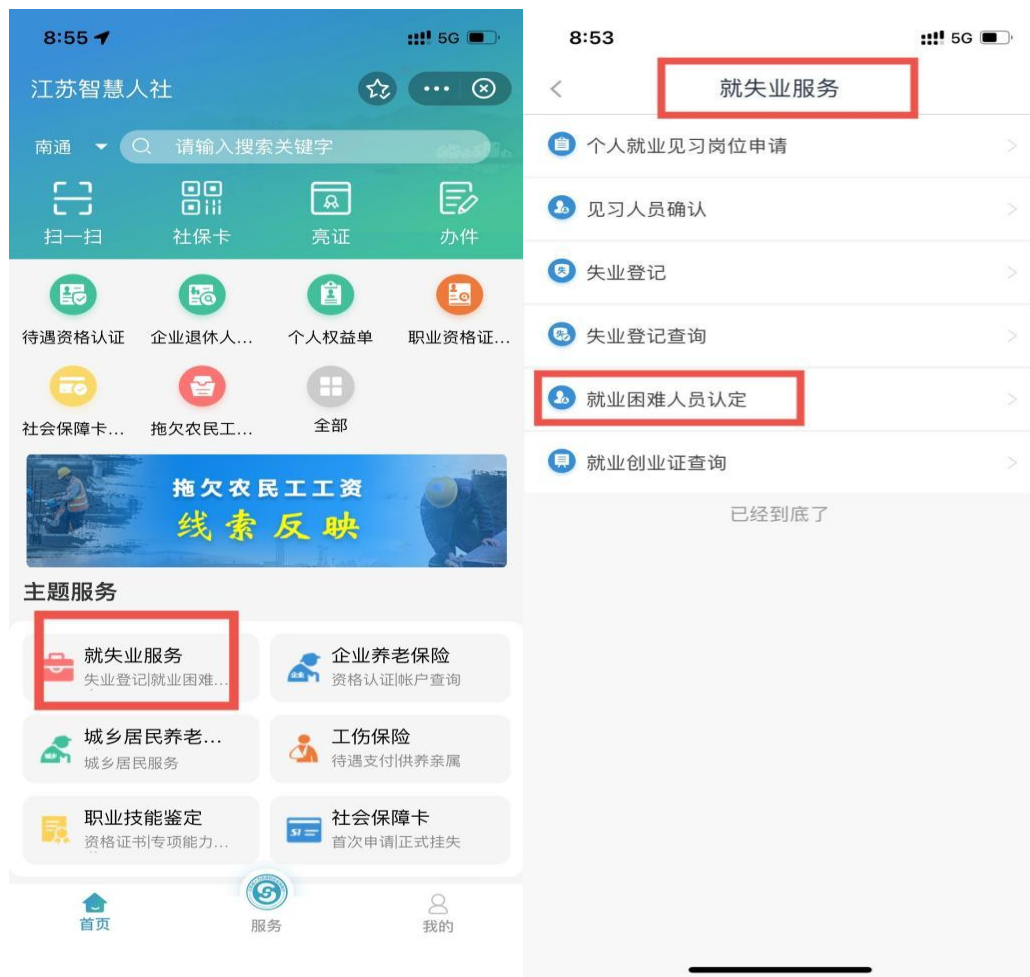 8:55
5G
江苏智慧人社
南通
请输入搜索关键字
扫一扫
社保卡
亮证
办件
待遇资格认证
企业退休人...
个人权益单
职业资格证...
社会保障卡...
拖欠农民工...
全部
拖欠农民工工资
线索反映
主题服务
就失业服务
失业登记|就业困难...
企业养老保险
资格认证|帐户查询
城乡居民养老...
城乡居民服务
工伤保险
待遇支付|供养亲属
职业技能鉴定
资格证书|专项能力...
社会保障卡
首次申请|正式挂失
首页
服务
我的
8:53
5G
就失业服务
个人就业见习岗位申请
见习人员确认
失业登记
失业登记查询
就业困难人员认定
就业创业证查询
已经到底了